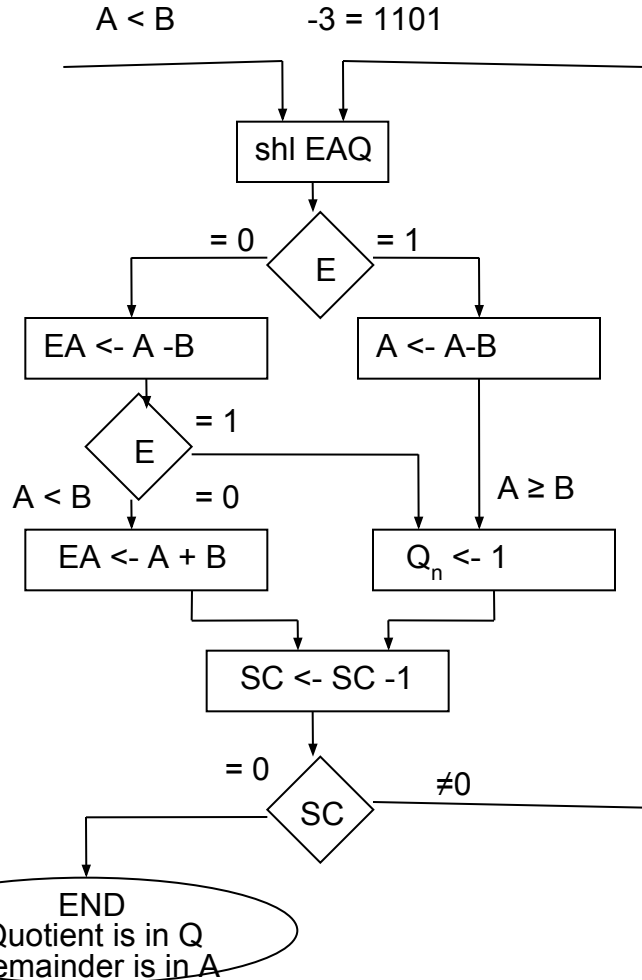 A < B
-3 = 1101
shl EAQ
= 0
= 1
E
EA <- A -B
A <- A-B
= 1
E
A < B
= 0
A ≥ B
EA <- A + B
Qn <- 1
SC <- SC -1
= 0
≠0
SC
END
Quotient is in Q
emainder is in A